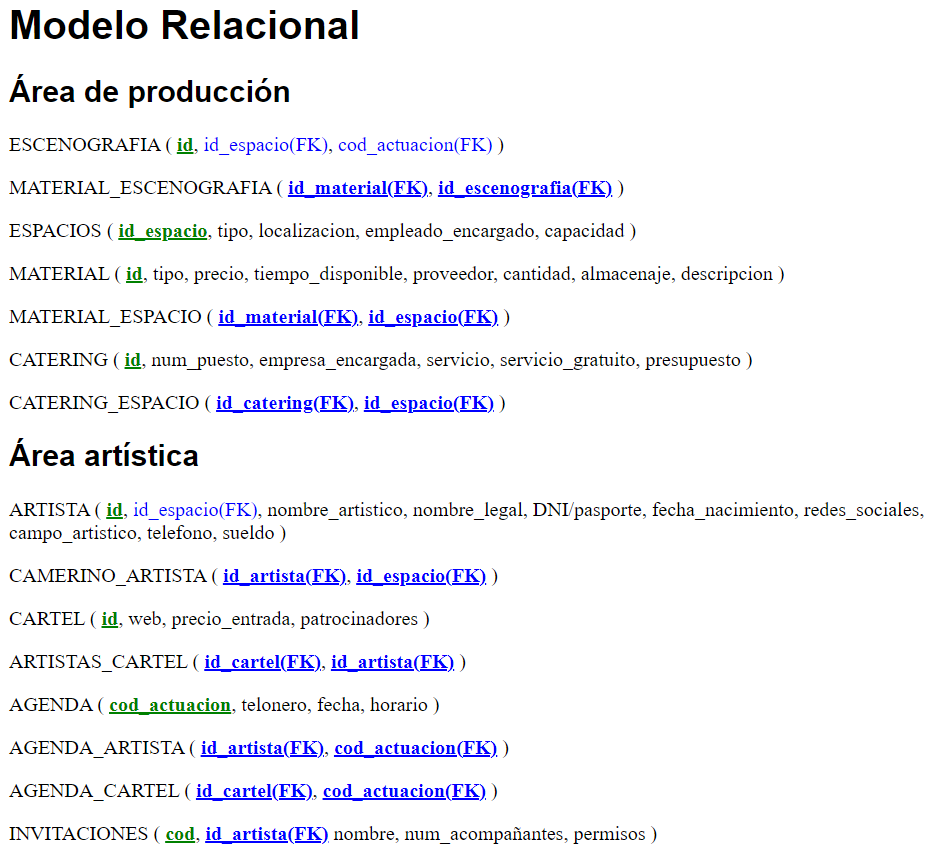 Modelo Relacional
Área de producción
ESCENOGRAFIA ( id, id_espacio(FK), cod_actuacion(FK) )
MATERIAL_ESCENOGRAFIA ( id_material(FK), id_escenografia(FK) )
ESPACIOS ( id_espacio, tipo, localizacion, empleado_encargado, capacidad )
MATERIAL ( id, tipo, precio, tiempo_disponible, proveedor, cantidad, almacenaje, descripcion )
MATERIAL_ESPACIO ( id_material(FK), id_espacio(FK) )
CATERING ( id, num_puesto, empresa_encargada, servicio, servicio_gratuito, presupuesto )
CATERING_ESPACIO ( id_catering(FK), id_espacio(FK) )
Área artística
ARTISTA ( id, id_espacio(FK), nombre_artistico, nombre_legal, DNI/pasporte, fecha_nacimiento, redes_sociales,
campo_artistico, telefono, sueldo )
CAMERINO_ARTISTA ( id_artista(FK), id_espacio(FK) )
CARTEL ( id, web, precio_entrada, patrocinadores )
ARTISTAS_CARTEL ( id_cartel(FK), id_artista(FK) )
AGENDA ( cod_actuacion, telonero, fecha, horario )
AGENDA_ARTISTA ( id_artista(FK), cod_actuacion(FK) )
AGENDA_CARTEL ( id_cartel(FK), cod_actuacion(FK) )
INVITACIONES ( cod, id_artista(FK) nombre, num_acompañantes, permisos )